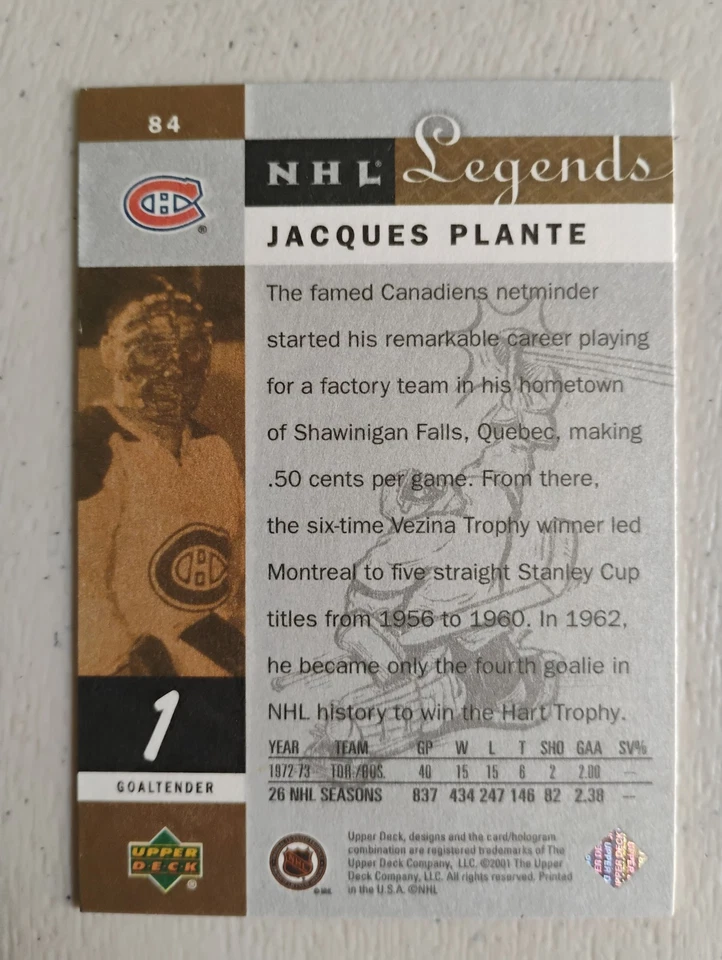 84
NHL Legends
JACQUES PLANTE
The famed Canadiens netminder
started his remarkable career playing
for a factory team in his hometown
of Shawinigan Falls, Quebec, making
.50 cents per game. From there,
the six-time Vezina Trophy winner led
Montreal to five straight Stanley Cup
titles from 1956 to 1960. In 1962,
he became only the fourth goalie in
NHL history to win the Hart Trophy.
YEAR TEAM GP W L T SHO GAA SV%
1972-73 TOR./BOS. 40 15 15 6 2 2.00 —
26 NHL SEASONS 837 434 247 146 82 2.38 —
1
GOALTENDER
UPPER
DECK
®
NHL
Upper Deck, designs and the card/hologram
combination are registered trademarks of The
Upper Deck Company, LLC. ©2001 The Upper
Deck Company, LLC. All rights reserved. Printed
in the U.S.A. ©NHL